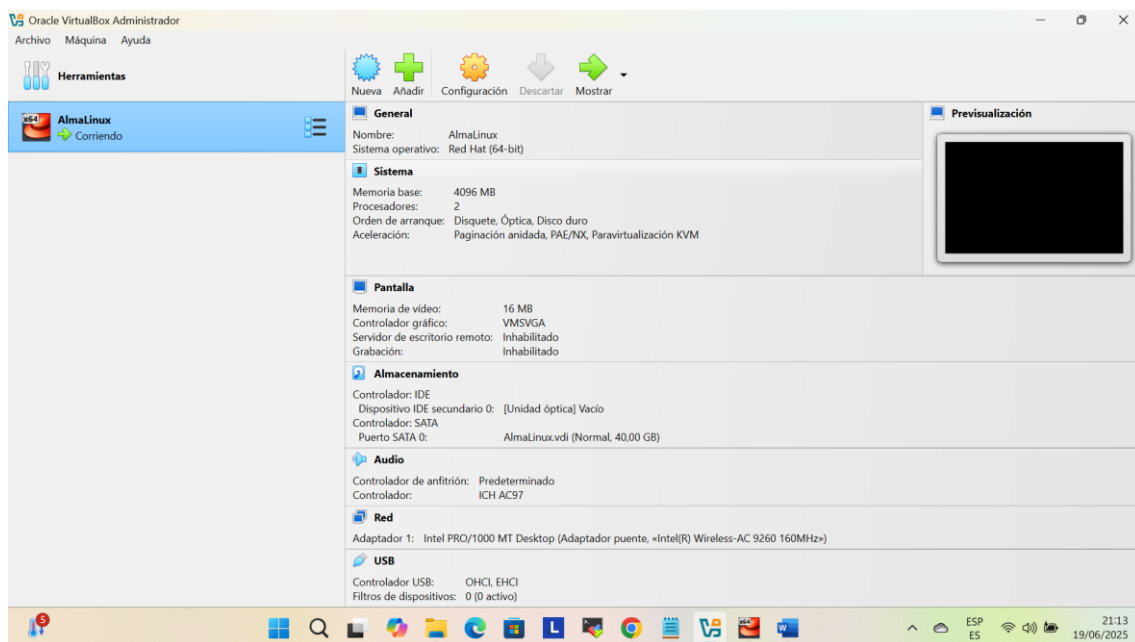 Oracle VirtualBox Administrador
Archivo Máquina Ayuda
Herramientas
Nueva Añadir Configuración Descartar Mostrar
x64
AlmaLinux
Corriendo
General
Nombre: AlmaLinux
Sistema operativo: Red Hat (64-bit)
Previsualización
Sistema
Memoria base: 4096 MB
Procesadores: 2
Orden de arranque: Disquete, Óptica, Disco duro
Aceleración: Paginación anidada, PAE/NX, Paravirtualización KVM
Pantalla
Memoria de vídeo: 16 MB
Controlador gráfico: VMSVGA
Servidor de escritorio remoto: Inhabilitado
Grabación: Inhabilitado
Almacenamiento
Controlador: IDE
Dispositivo IDE secundario 0: [Unidad óptica] Vacío
Controlador: SATA
Puerto SATA 0: AlmaLinux.vdi (Normal, 40,00 GB)
Audio
Controlador de anfitrión: Predeterminado
Controlador: ICH AC97
Red
Adaptador 1: Intel PRO/1000 MT Desktop (Adaptador puente, «Intel(R) Wireless-AC 9260 160MHz»)
USB
Controlador USB: OHCI, EHCI
Filtros de dispositivos: 0 (0 activo)
5
L
x64
W
ESP
ES
21:13
19/06/2025